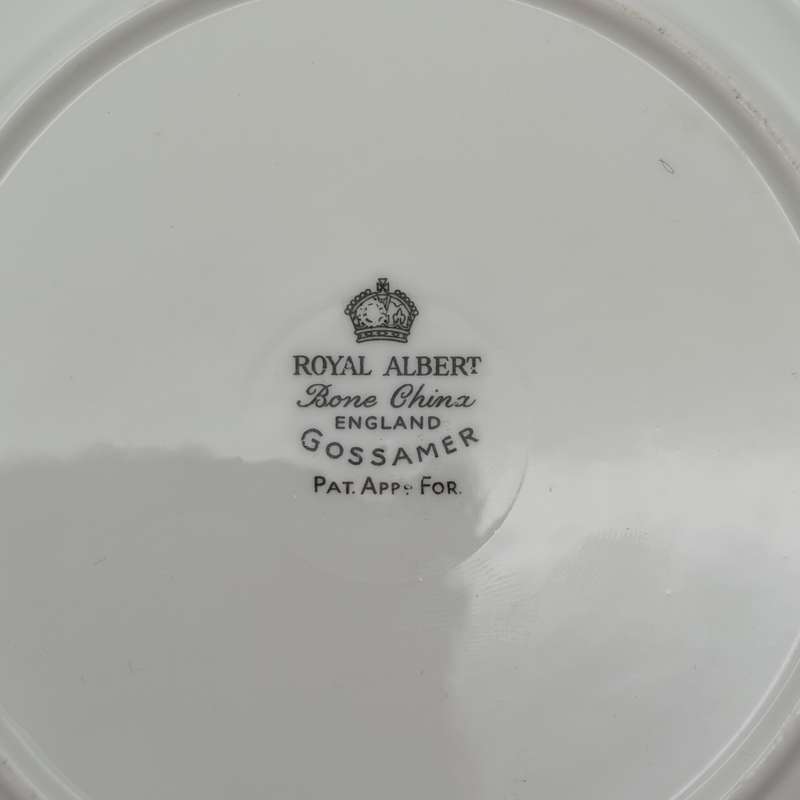 ROYAL ALBERT
Bone China
ENGLAND
GOSSAMER
PAT. APPD FOR.